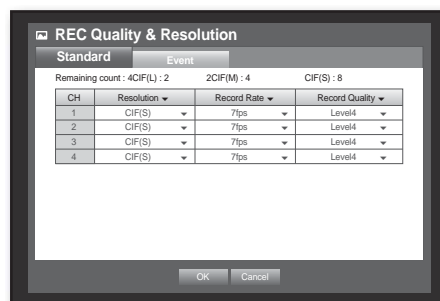 REC Quality & Resolution
Standard Event
Remaining count : 4CIF(L) : 2 2CIF(M) : 4 CIF(S) : 8
CH Resolution Record Rate Record Quality
1 CIF(S) 7fps Level4
2 CIF(S) 7fps Level4
3 CIF(S) 7fps Level4
4 CIF(S) 7fps Level4
OK Cancel